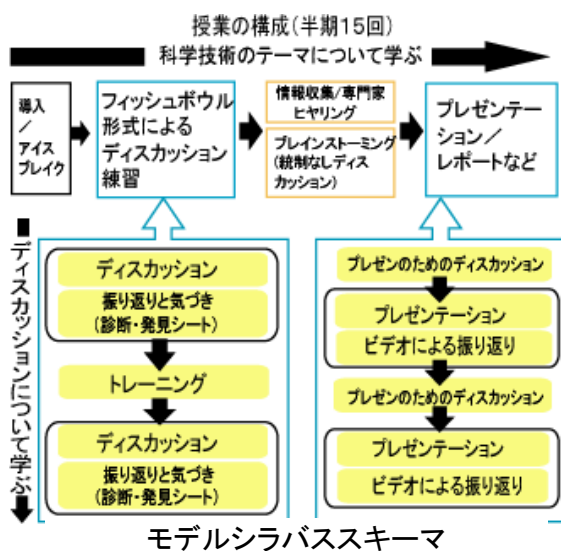 授業の構成(半期15回)
科学技術のテーマについて学ぶ
導入
／
アイス
ブレイク
フィッシュボウル
形式による
ディスカッション
練習
情報収集/専門家
ヒヤリング
ブレインストーミング
(統制なしディス
カッション)
プレゼンテー
ション／
レポートなど
ディスカッションについて学ぶ
ディスカッション
振り返りと気づき
(診断・発見シート)
トレーニング
ディスカッション
振り返りと気づき
(診断・発見シート)
プレゼンのためのディスカッション
プレゼンテーション
ビデオによる振り返り
プレゼンのためのディスカッション
プレゼンテーション
ビデオによる振り返り
モデルシラバススキーマ